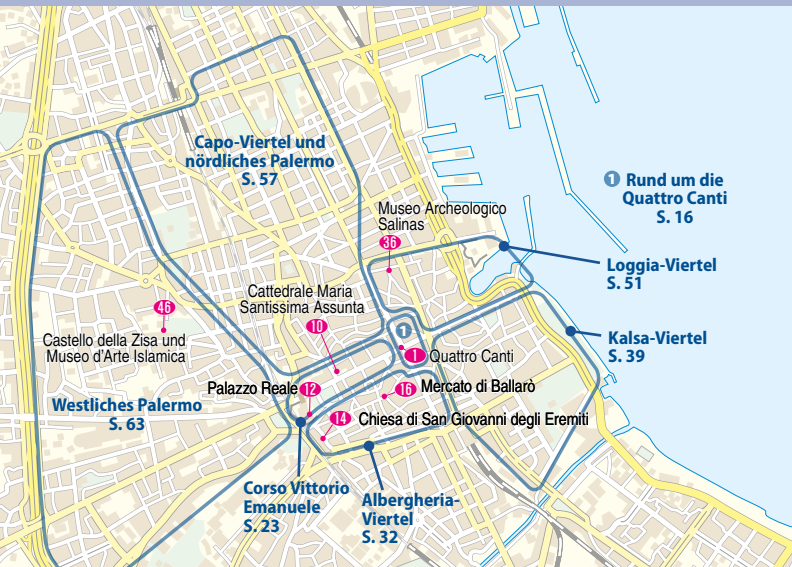 Capo-Viertel und
nördliches Palermo
S. 57
1 Rund um die
Quattro Canti
S. 16
Museo Archeologico
Salinas
36
Loggia-Viertel
S. 51
Cattedrale Maria
Santissima Assunta
10
46
Castello della Zisa und
Museo d'Arte Islamica
1
1 Quattro Canti
Kalsa-Viertel
S. 39
Palazzo Reale 12
16 Mercato di Ballarò
Westliches Palermo
S. 63
14 Chiesa di San Giovanni degli Eremiti
Corso Vittorio
Emanuele
S. 23
Albergheria-
Viertel
S. 32